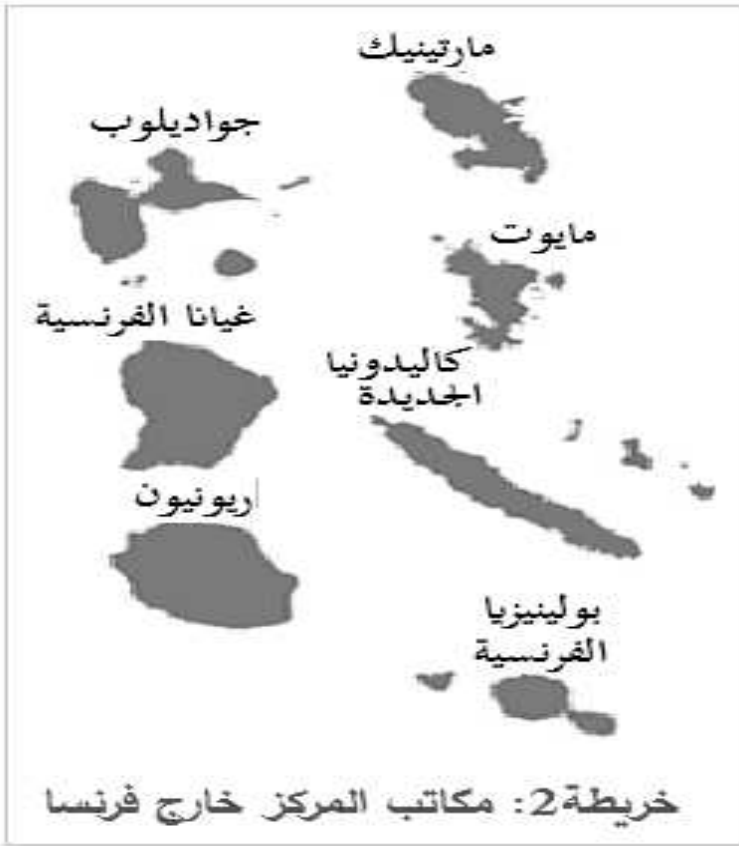 مارتينيك
جواديلوب
مايوت
غيانا الفرنسية
كاليدونيا
الجديدة
ريونيون
بولينيزيا
الفرنسية
خريطة2: مكاتب المركز خارج فرنسا